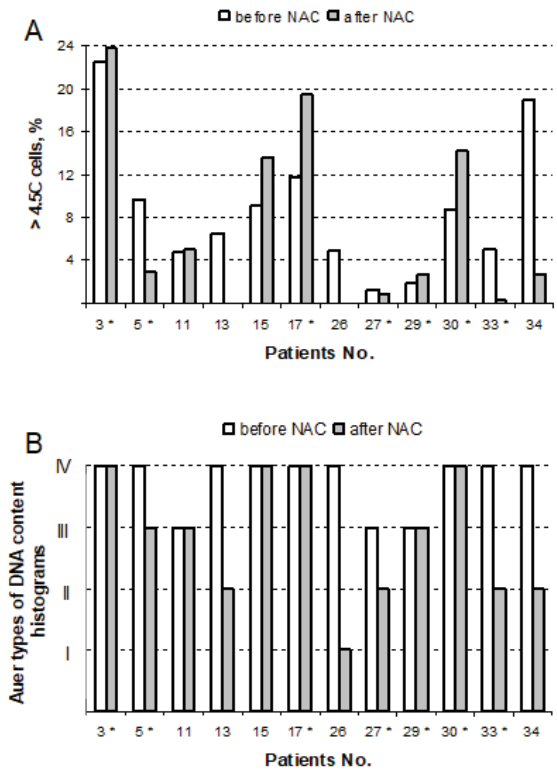 A
before NAC after NAC
24
20
16
12
8
4
> 4.5C cells, %
3 * 5 * 11 13 15 17 * 26 27 * 29 * 30 * 33 * 34
Patients No.
B
before NAC after NAC
IV
III
II
I
Auer types of DNA content
histograms
3 * 5 * 11 13 15 17 * 26 27 * 29 * 30 * 33 * 34
Patients No.